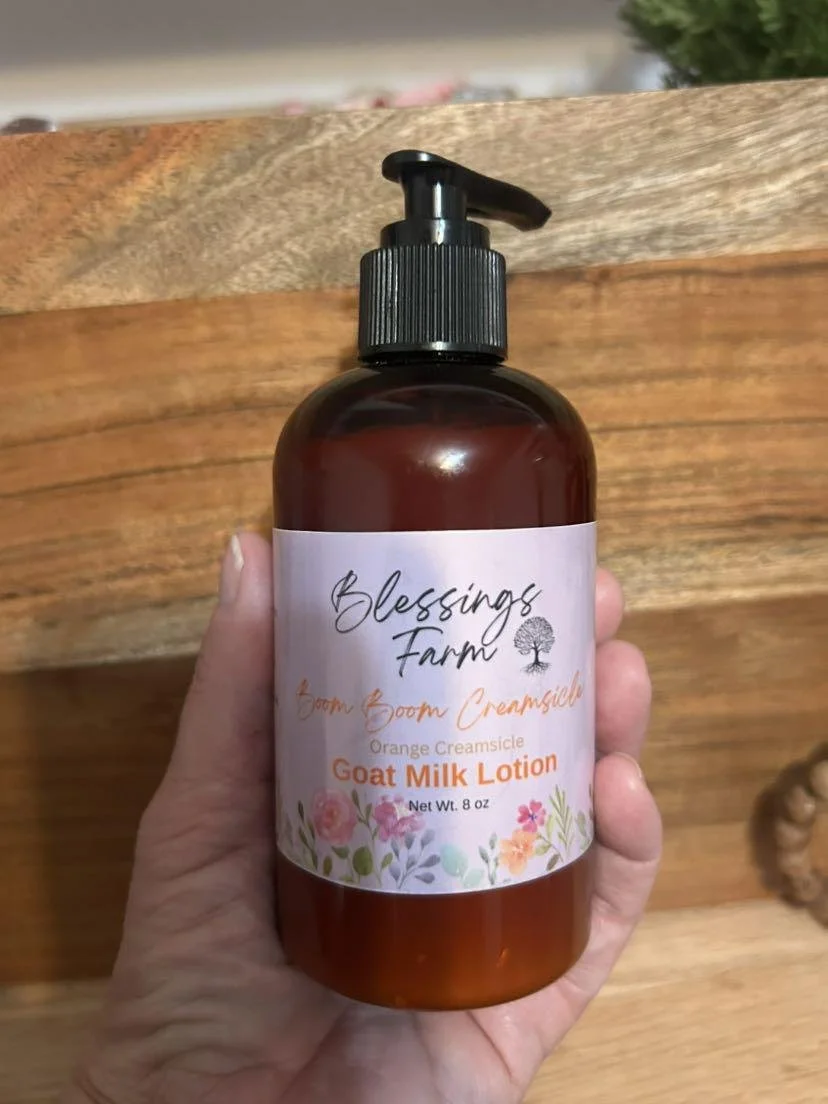 Blessings
Farm
Boom Boom Creamsicle
Orange Creamsicle
Goat Milk Lotion
Net Wt. 8 oz